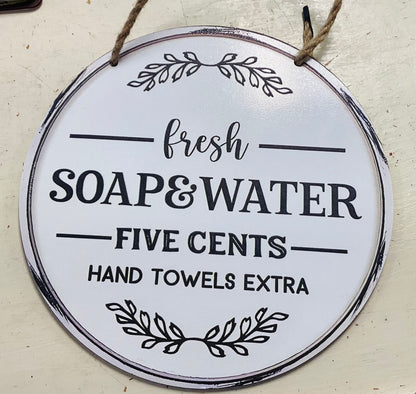 fresh
SOAP&WATER
FIVE CENTS
HAND TOWELS EXTRA